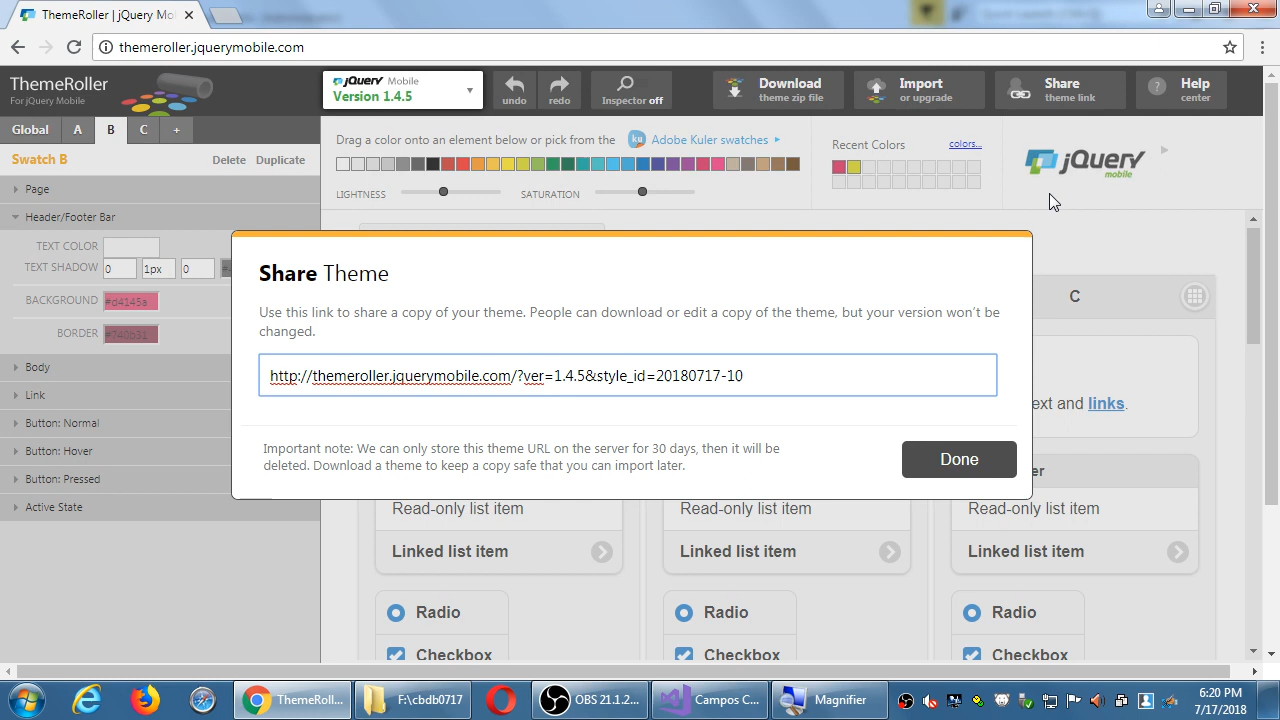 ThemeRoller | jQuery Mo
themeroller.jquerymobile.com
ThemeRoller
For jQuery Mobile
jQuery Mobile
Version 1.4.5
undo
redo
Inspector off
Download
theme zip file
Import
or upgrade
Share
theme link
Help
center
Global
A
B
C
+
Swatch B
Delete
Duplicate
Page
Header/Footer Bar
TEXT COLOR
TEXT SHADOW
0
1px
0
BACKGROUND
#d4145a
BORDER
#740b31
Body
Link
Button: Normal
Button: Hover
Button: Pressed
Active State
Drag a color onto an element below or pick from the ku Adobe Kuler swatches
LIGHTNESS
SATURATION
Recent Colors
colors...
jQuery
mobile
Share Theme
Use this link to share a copy of your theme. People can download or edit a copy of the theme, but your version won't be
changed.
http://themeroller.jquerymobile.com/?ver=1.4.5&style_id=20180717-10
Important note: We can only store this theme URL on the server for 30 days, then it will be
deleted. Download a theme to keep a copy safe that you can import later.
Done
C
ext and links.
er
Read-only list item
Read-only list item
Read-only list item
Linked list item
Linked list item
Linked list item
Radio
Radio
Radio
Checkbox
Checkbox
Checkbox
ThemeRoll...
F:\cbdb0717
OBS 21.1.2...
Campos C...
Magnifier
6:20 PM
7/17/2018